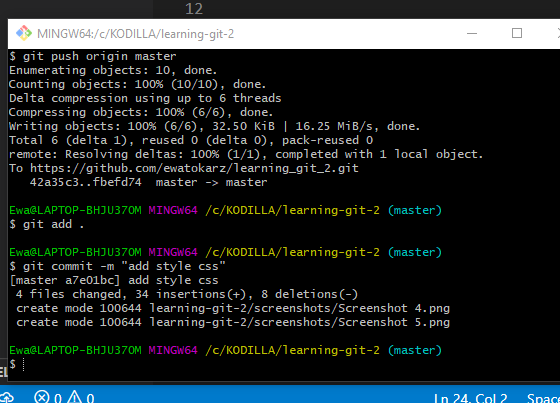 12
MINGW64:/c/KODILLA/learning-git-2
$ git push origin master
Enumerating objects: 10, done.
Counting objects: 100% (10/10), done.
Delta compression using up to 6 threads
Compressing objects: 100% (6/6), done.
Writing objects: 100% (6/6), 32.50 KiB | 16.25 MiB/s, done.
Total 6 (delta 1), reused 0 (delta 0), pack-reused 0
remote: Resolving deltas: 100% (1/1), completed with 1 local object.
To https://github.com/ewatokarz/learning_git_2.git
   42a35c3..fbefd74  master -> master
Ewa@LAPTOP-BHJU37OM MINGW64 /c/KODILLA/learning-git-2 (master)
$ git add .
Ewa@LAPTOP-BHJU37OM MINGW64 /c/KODILLA/learning-git-2 (master)
$ git commit -m "add style css"
[master a7e01bc] add style css
 4 files changed, 34 insertions(+), 8 deletions(-)
 create mode 100644 learning-git-2/screenshots/Screenshot 4.png
 create mode 100644 learning-git-2/screenshots/Screenshot 5.png
Ewa@LAPTOP-BHJU37OM MINGW64 /c/KODILLA/learning-git-2 (master)
$
0 0 Ln 24, Col 2